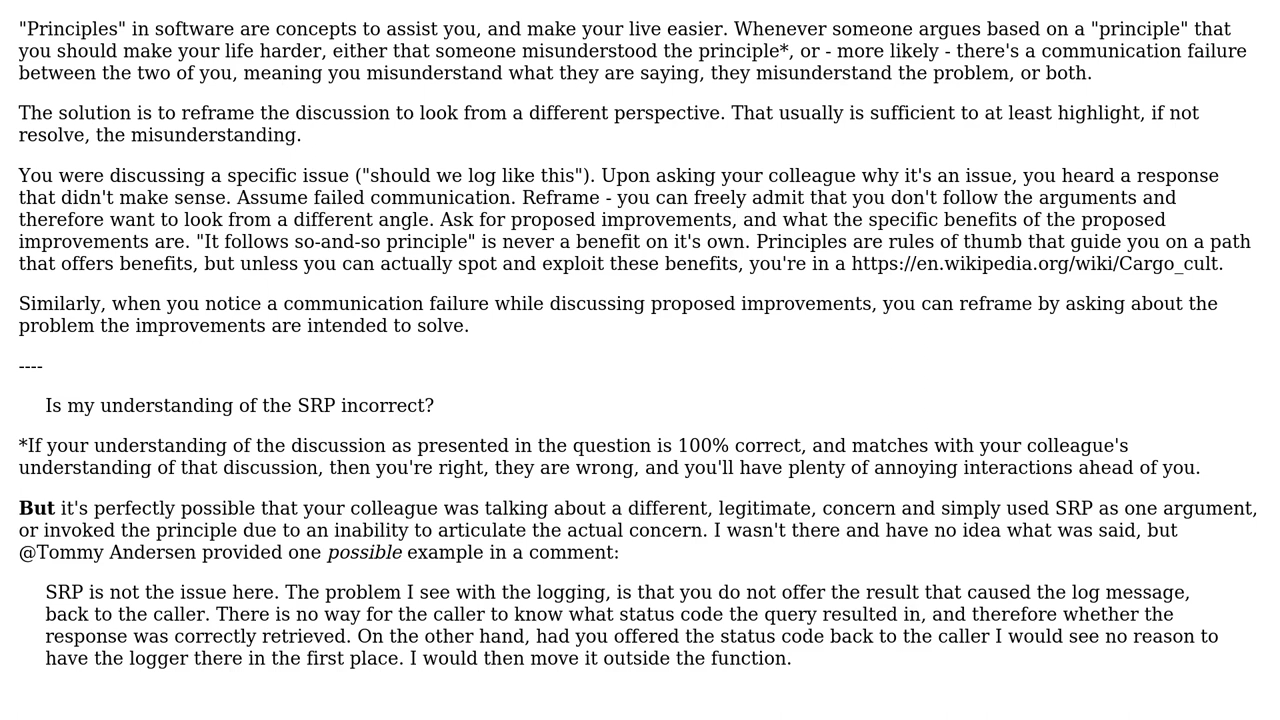 "Principles" in software are concepts to assist you, and make your live easier. Whenever someone argues based on a "principle" that
you should make your life harder, either that someone misunderstood the principle*, or - more likely - there's a communication failure
between the two of you, meaning you misunderstand what they are saying, they misunderstand the problem, or both.
The solution is to reframe the discussion to look from a different perspective. That usually is sufficient to at least highlight, if not
resolve, the misunderstanding.
You were discussing a specific issue ("should we log like this"). Upon asking your colleague why it's an issue, you heard a response
that didn't make sense. Assume failed communication. Reframe - you can freely admit that you don't follow the arguments and
therefore want to look from a different angle. Ask for proposed improvements, and what the specific benefits of the proposed
improvements are. "It follows so-and-so principle" is never a benefit on it's own. Principles are rules of thumb that guide you on a path
that offers benefits, but unless you can actually spot and exploit these benefits, you're in a https://en.wikipedia.org/wiki/Cargo_cult.
Similarly, when you notice a communication failure while discussing proposed improvements, you can reframe by asking about the
problem the improvements are intended to solve.
----
Is my understanding of the SRP incorrect?
*If your understanding of the discussion as presented in the question is 100% correct, and matches with your colleague's
understanding of that discussion, then you're right, they are wrong, and you'll have plenty of annoying interactions ahead of you.
But it's perfectly possible that your colleague was talking about a different, legitimate, concern and simply used SRP as one argument,
or invoked the principle due to an inability to articulate the actual concern. I wasn't there and have no idea what was said, but
@Tommy Andersen provided one possible example in a comment:
SRP is not the issue here. The problem I see with the logging, is that you do not offer the result that caused the log message,
back to the caller. There is no way for the caller to know what status code the query resulted in, and therefore whether the
response was correctly retrieved. On the other hand, had you offered the status code back to the caller I would see no reason to
have the logger there in the first place. I would then move it outside the function.